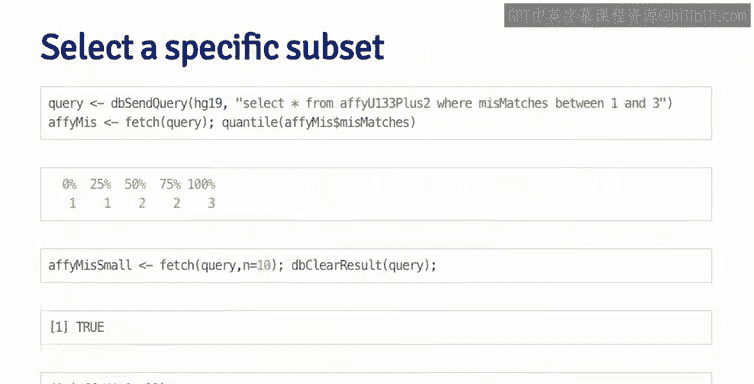 Select a specific subset
query <- dbSendQuery(hg19, "select * from affyU133Plus2 where misMatches between 1 and 3")
affyMis <- fetch(query); quantile(affyMis$misMatches)
0% 25% 50% 75% 100%
1 1 2 2 3
affyMisSmall <- fetch(query,n=10); dbClearResult(query);
[1] TRUE